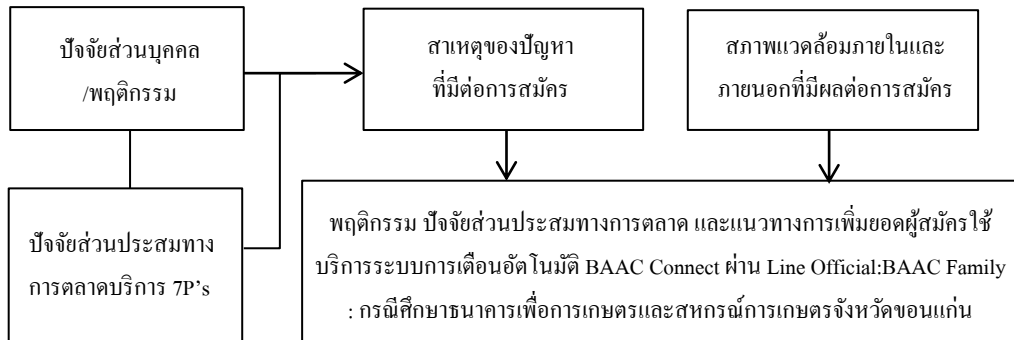 ปัจจัยส่วนบุคคล
/พฤติกรรม
สาเหตุของปัญหา
ที่มีต่อการสมัคร
สภาพแวดล้อมภายในและ
ภายนอกที่มีผลต่อการสมัคร
ปัจจัยส่วนประสมทาง
การตลาดบริการ 7P’s
พฤติกรรม ปัจจัยส่วนประสมทางการตลาด และแนวทางการเพิ่มยอดผู้สมัครใช้
บริการระบบการเตือนอัตโนมัติ BAAC Connect ผ่าน Line Official:BAAC Family
: กรณีศึกษาธนาคารเพื่อการเกษตรและสหกรณ์การเกษตรจังหวัดขอนแก่น